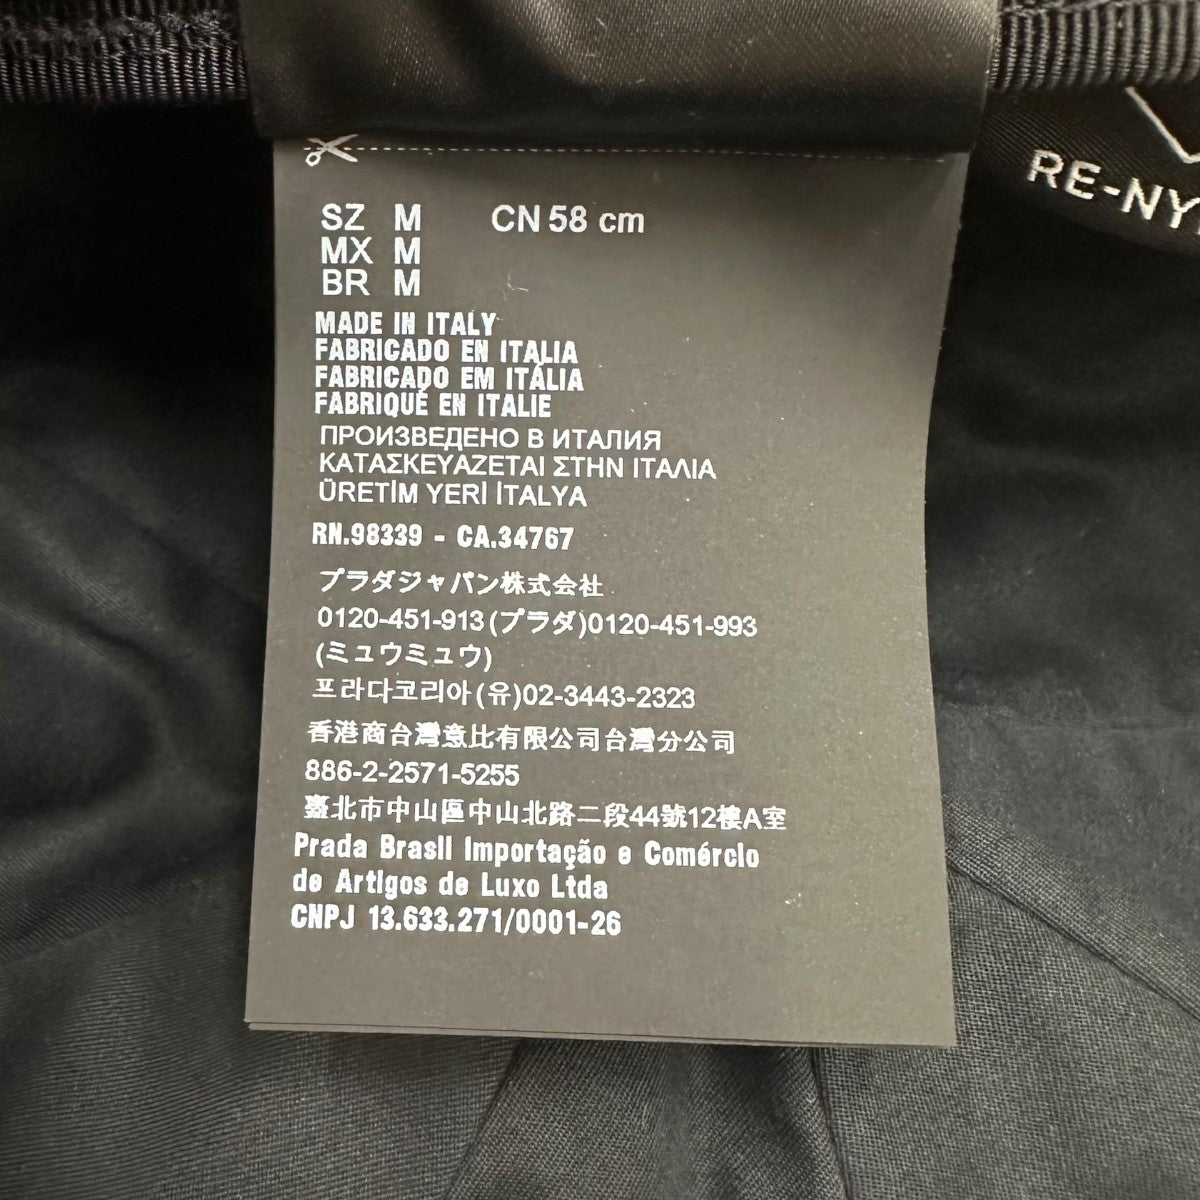 SZ M CN 58 cm
MX M
BR M
MADE IN ITALY
FABRICADO EN ITALIA
FABRICADO EM ITÁLIA
FABRIQUÉ EN ITALIE
ПРОИЗВЕДЕНО В ИТАЛИЯ
ΚΑΤΑΣΚΕΥΑΖΕΤΑΙ ΣΤΗΝ ΙΤΑΛΙΑ
ÜRETİM YERİ İTALYA
RN.98339 - CA.34767
プラダジャパン株式会社
0120-451-913(プラダ)0120-451-993
(ミュウミュウ)
프라다코리아(유)02-3443-2323
香港商台灣意比有限公司台灣分公司
886-2-2571-5255
臺北市中山區中山北路二段44號12樓A室
Prada Brasil Importação e Comércio
de Artigos de Luxo Ltda
CNPJ 13.633.271/0001-26
RE-NY